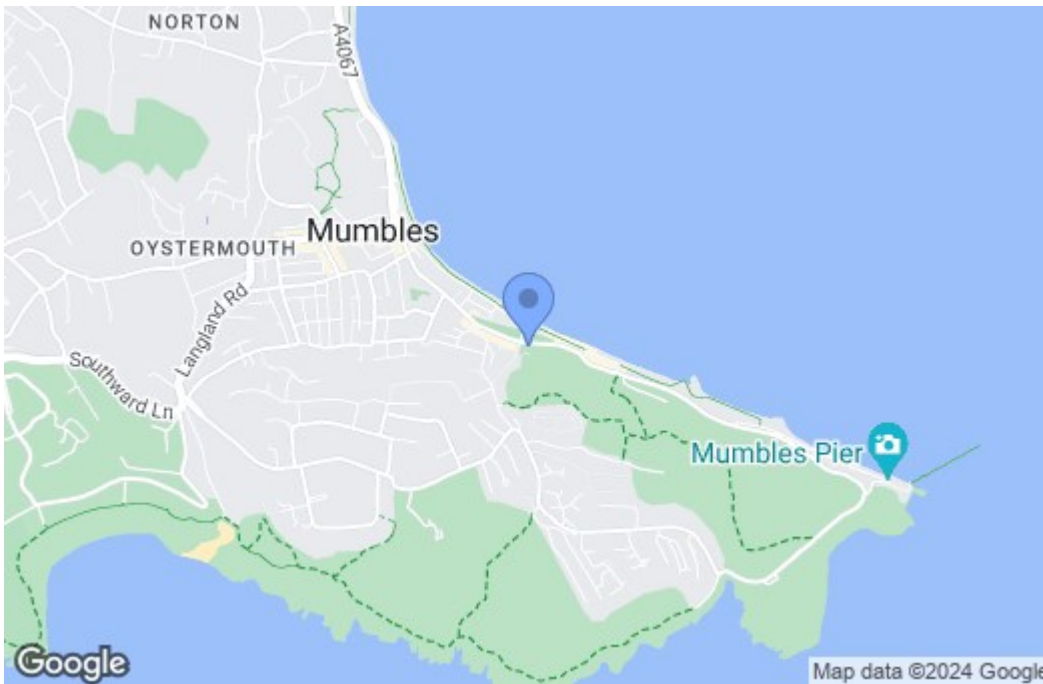 NORTON
A4067
Mumbles
OYSTERMOUTH
Langland Rd
Southward Ln
Mumbles Pier
Google
Map data ©2024 Google